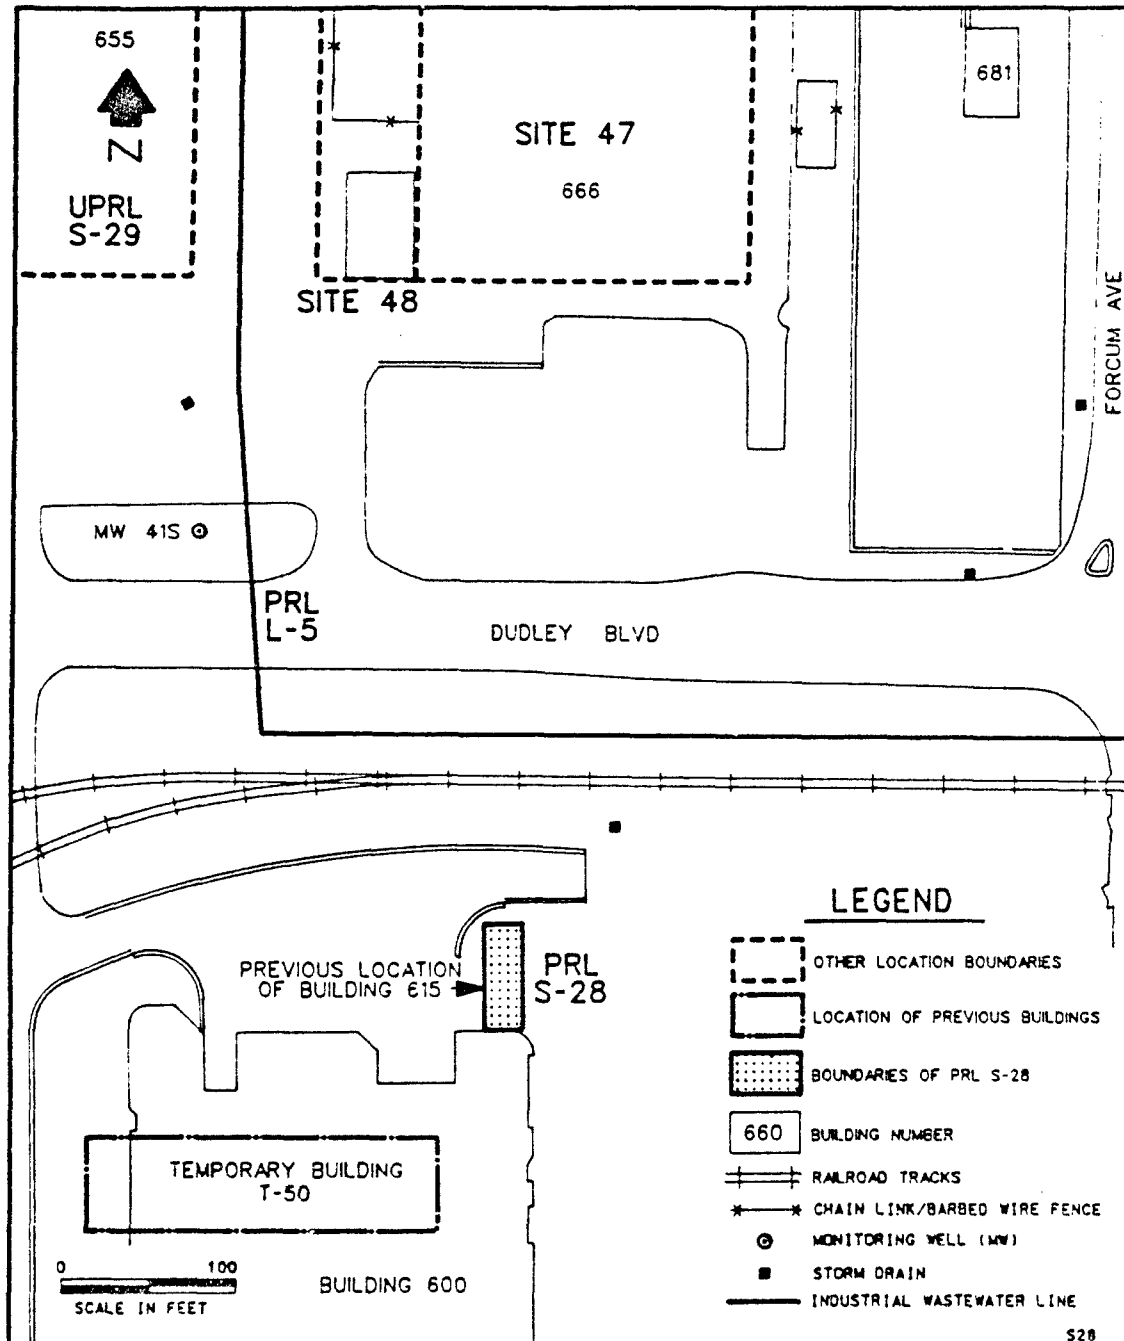 655
N
UPRL
S-29
SITE 47
666
681
SITE 48
FORCUM AVE
MW 41S
PRL
L-5
DUDLEY BLVD
PREVIOUS LOCATION
OF BUILDING 615
PRL
S-28
TEMPORARY BUILDING
T-50
0 100
SCALE IN FEET
BUILDING 600
LEGEND
OTHER LOCATION BOUNDARIES
LOCATION OF PREVIOUS BUILDINGS
BOUNDARIES OF PRL S-28
660 BUILDING NUMBER
RAILROAD TRACKS
CHAIN LINK/BARBED WIRE FENCE
MONITORING WELL (MW)
STORM DRAIN
INDUSTRIAL WASTEWATER LINE
S28